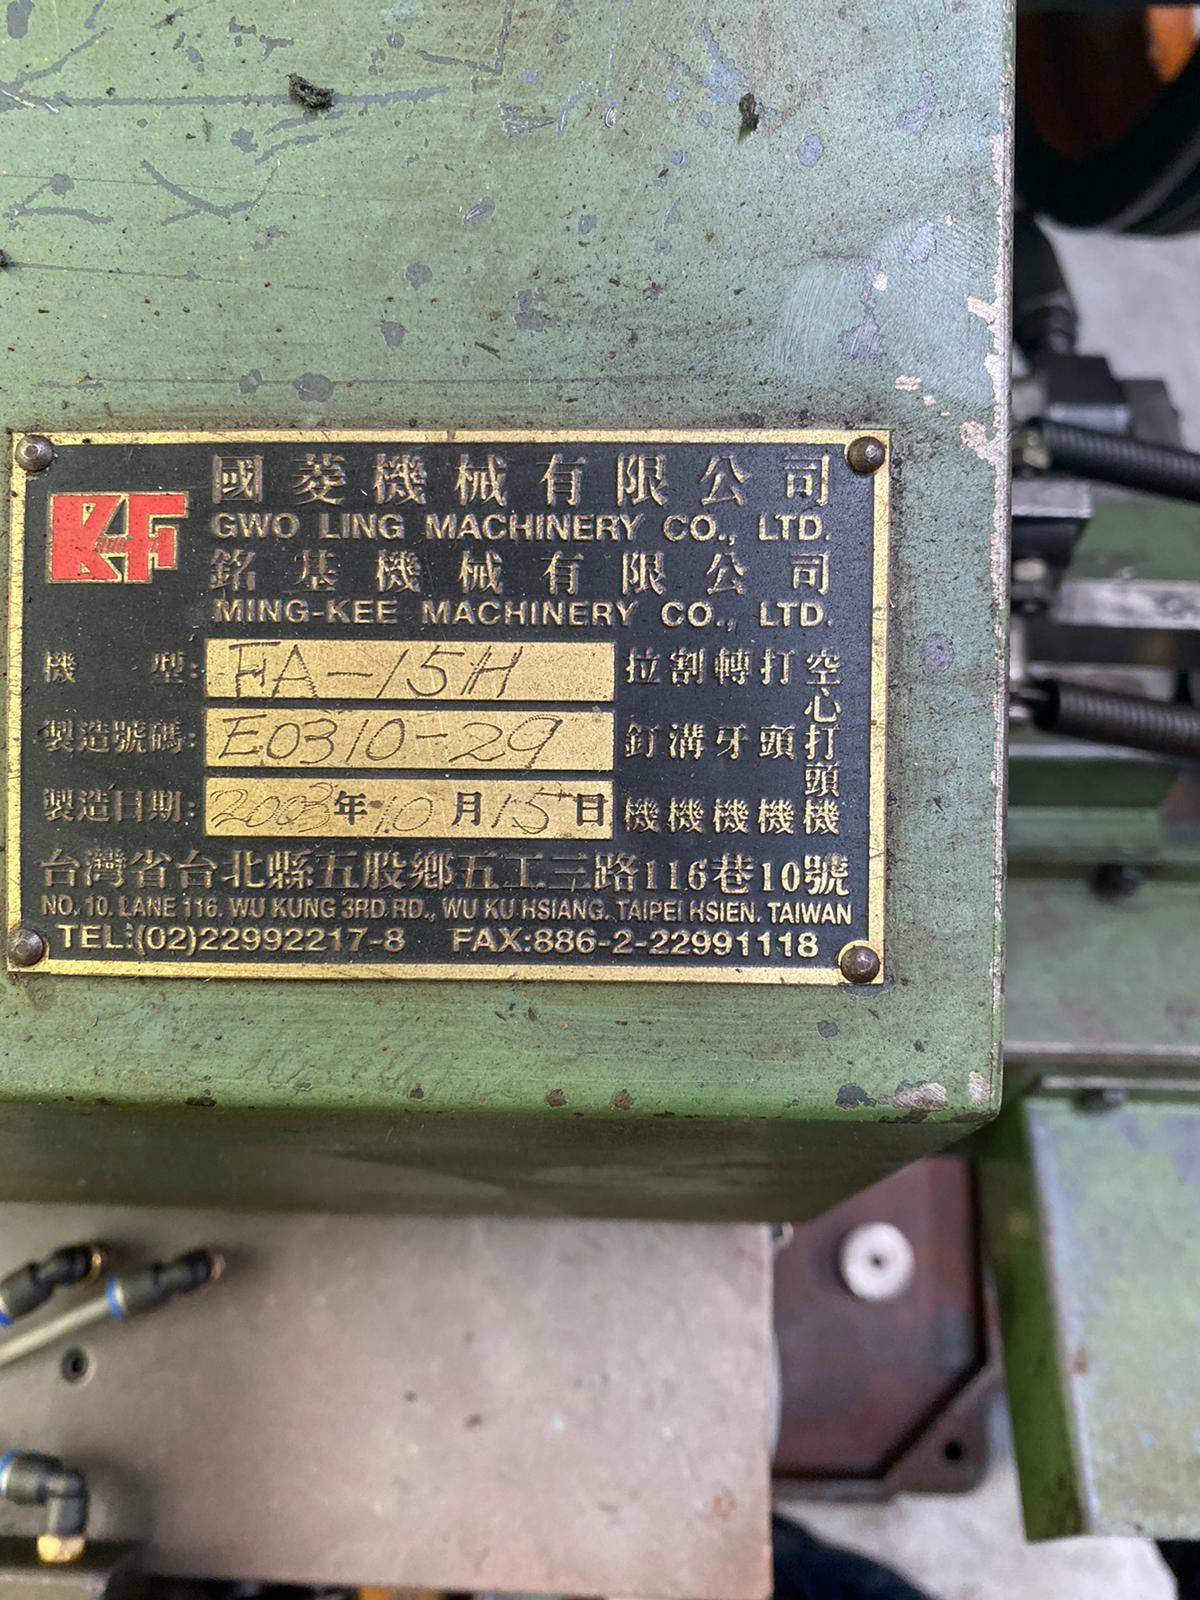 國菱機械有限公司
GWO LING MACHINERY CO., LTD.
銘基機械有限公司
MING-KEE MACHINERY CO., LTD.
機型: FA-15H
製造號碼: E0310-29
製造日期: 2003年10月15日
拉釘機
割溝機
轉牙機
打頭機
空心打頭機
台灣省台北縣五股鄉五工三路116巷10號
NO. 10. LANE 116. WU KUNG 3RD RD., WU KU HSIANG. TAIPEI HSIEN. TAIWAN
TEL:(02)22992217-8 FAX:886-2-22991118